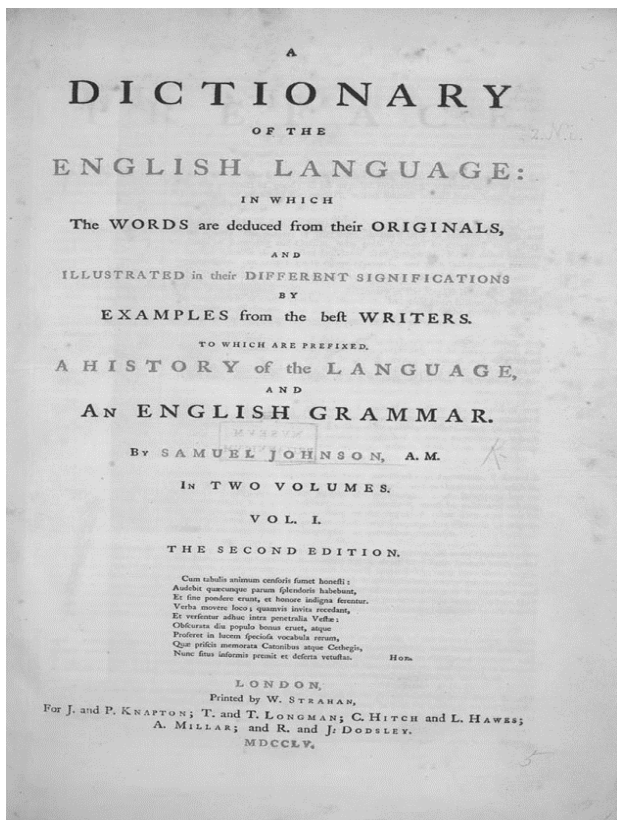 A
DICTIONARY
OF THE
ENGLISH LANGUAGE:
IN WHICH
The WORDS are deduced from their ORIGINALS,
AND
ILLUSTRATED in their DIFFERENT SIGNIFICATIONS
BY
EXAMPLES from the beſt WRITERS.
TO WHICH ARE PREFIXED,
A HISTORY of the LANGUAGE,
AND
AN ENGLISH GRAMMAR.
BY SAMUEL JOHNSON, A.M.
IN TWO VOLUMES.
VOL. I.
THE SECOND EDITION.
Cum tabulis animum cenſoris ſumet honeſti:
Audebit quæcunque parum ſplendoris habebunt,
Et ſine pondere erunt, et honore indigna ferentur.
Verba movere loco; quamvis invita recedant,
Et verſentur adhuc intra penetralia Veſtæ:
Obſcurata diu populo bonus eruet, atque
Proferet in lucem ſpecioſa vocabula rerum,
Quæ priſcis memorata Catonibus atque Cethegis,
Nunc ſitus informis premit et deſerta vetuſtas. HOR.
LONDON,
Printed by W. STRAHAN,
For J. and P. KNAPTON; T. and T. LONGMAN; C. HITCH and L. HAWES;
A. MILLAR; and R. and J. DODSLEY.
MDCCLV.